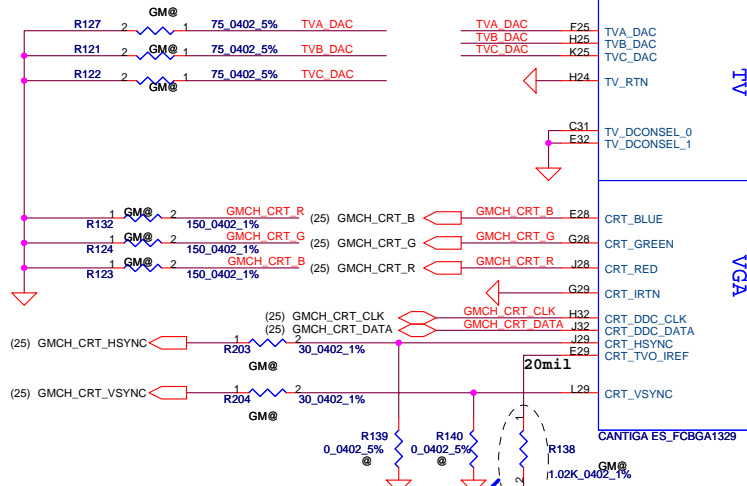 GM@
R127 2 1 75_0402_5% TVA_DAC TVA_DAC F25 TVA_DAC
TVB_DAC H25 TVB_DAC
R121 2 1 75_0402_5% TVB_DAC TVC_DAC K25 TVC_DAC
GM@
R122 2 1 75_0402_5% TVC_DAC H24 TV_RTN
GM@
TV
C31 TV_DCONSEL_0
E32 TV_DCONSEL_1
1 GM@ 2 GMCH_CRT_R (25) GMCH_CRT_B GMCH_CRT_B E28 CRT_BLUE
R132 150_0402_1%
1 GM@ 2 GMCH_CRT_G (25) GMCH_CRT_G GMCH_CRT_G G28 CRT_GREEN
R124 150_0402_1%
1 GM@ 2 GMCH_CRT_B (25) GMCH_CRT_R GMCH_CRT_R J28 CRT_RED
R123 150_0402_1%
VGA
G29 CRT_IRTN
(25) GMCH_CRT_CLK GMCH_CRT_CLK H32 CRT_DDC_CLK
(25) GMCH_CRT_DATA GMCH_CRT_DATA J32 CRT_DDC_DATA
(25) GMCH_CRT_HSYNC 1 2 J29 CRT_HSYNC
R203 30_0402_1% E29 CRT_TVO_IREF
GM@ 20mil
(25) GMCH_CRT_VSYNC 1 2 L29 CRT_VSYNC
R204 30_0402_1%
GM@ 1
R139 R140 CANTIGA ES_FCBGA1329
0_0402_5% 0_0402_5% R138
@ @ GM@
2 1.02K_0402_1%